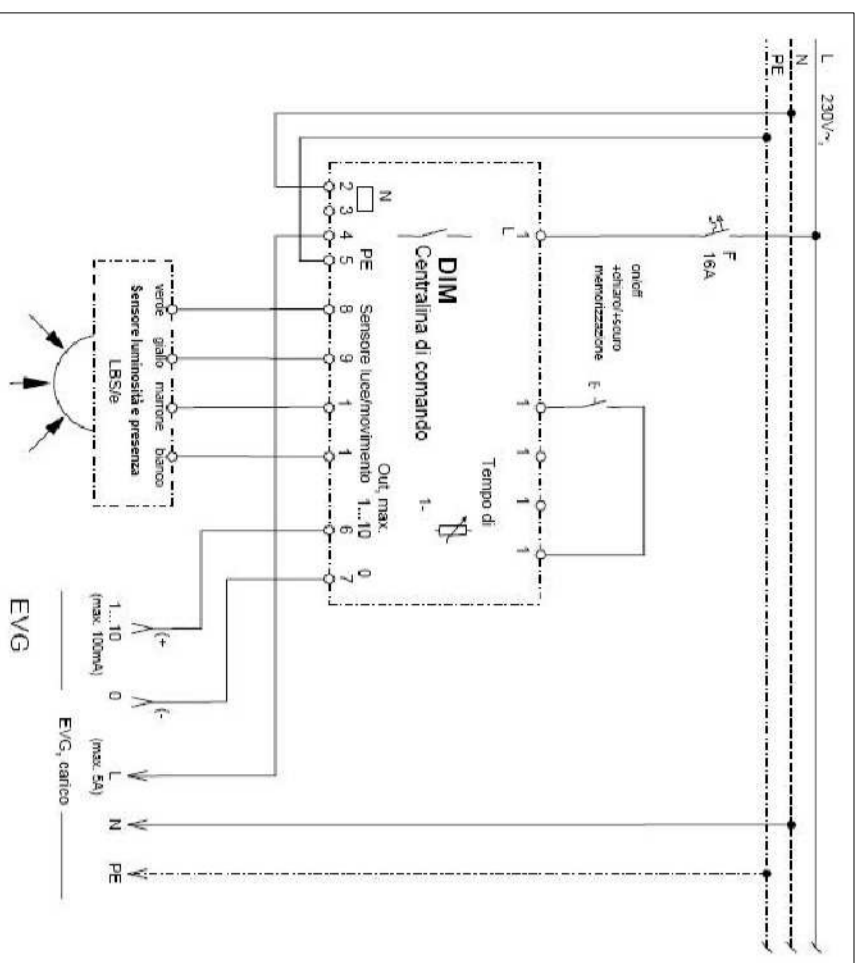 L 230V~,
N
PE
F
16A
on/off
+chiaro/+scuro
memorizzazione
E-
L 1
1
1
1
1
Tempo di
1-
DIM
Centralina di comando
N
PE
Sensore luce/movimento
Out, max.
1...10
0
2
3
4
5
8
9
1
1
6
7
verde
giallo
marrone
bianco
Sensore luminosità e presenza
LBS/e
(+
(-
1...10
(max. 100mA)
0
L
(max. 5A)
N
PE
EVG
EVG, carico